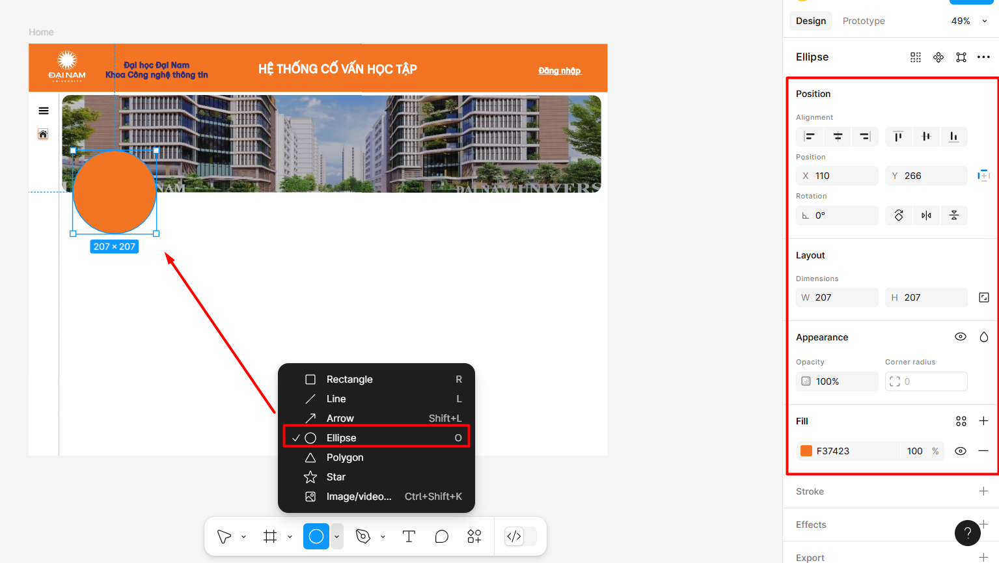 Home
ĐẠI NAM
UNIVERSITY
Đại học Đại Nam
Khoa Công nghệ thông tin
HỆ THỐNG CỐ VẤN HỌC TẬP
Đăng nhập
NAM
ĐẠI NAM UNIVERS
207 × 207
Rectangle R
Line L
Arrow Shift+L
Ellipse O
Polygon
Star
Image/video... Ctrl+Shift+K
Design Prototype 49%
Ellipse
Position
Alignment
Position
X 110 Y 266
Rotation
0°
Layout
Dimensions
W 207 H 207
Appearance
Opacity Corner radius
100% 0
Fill
F37423 100 %
Stroke
Effects
Export
?